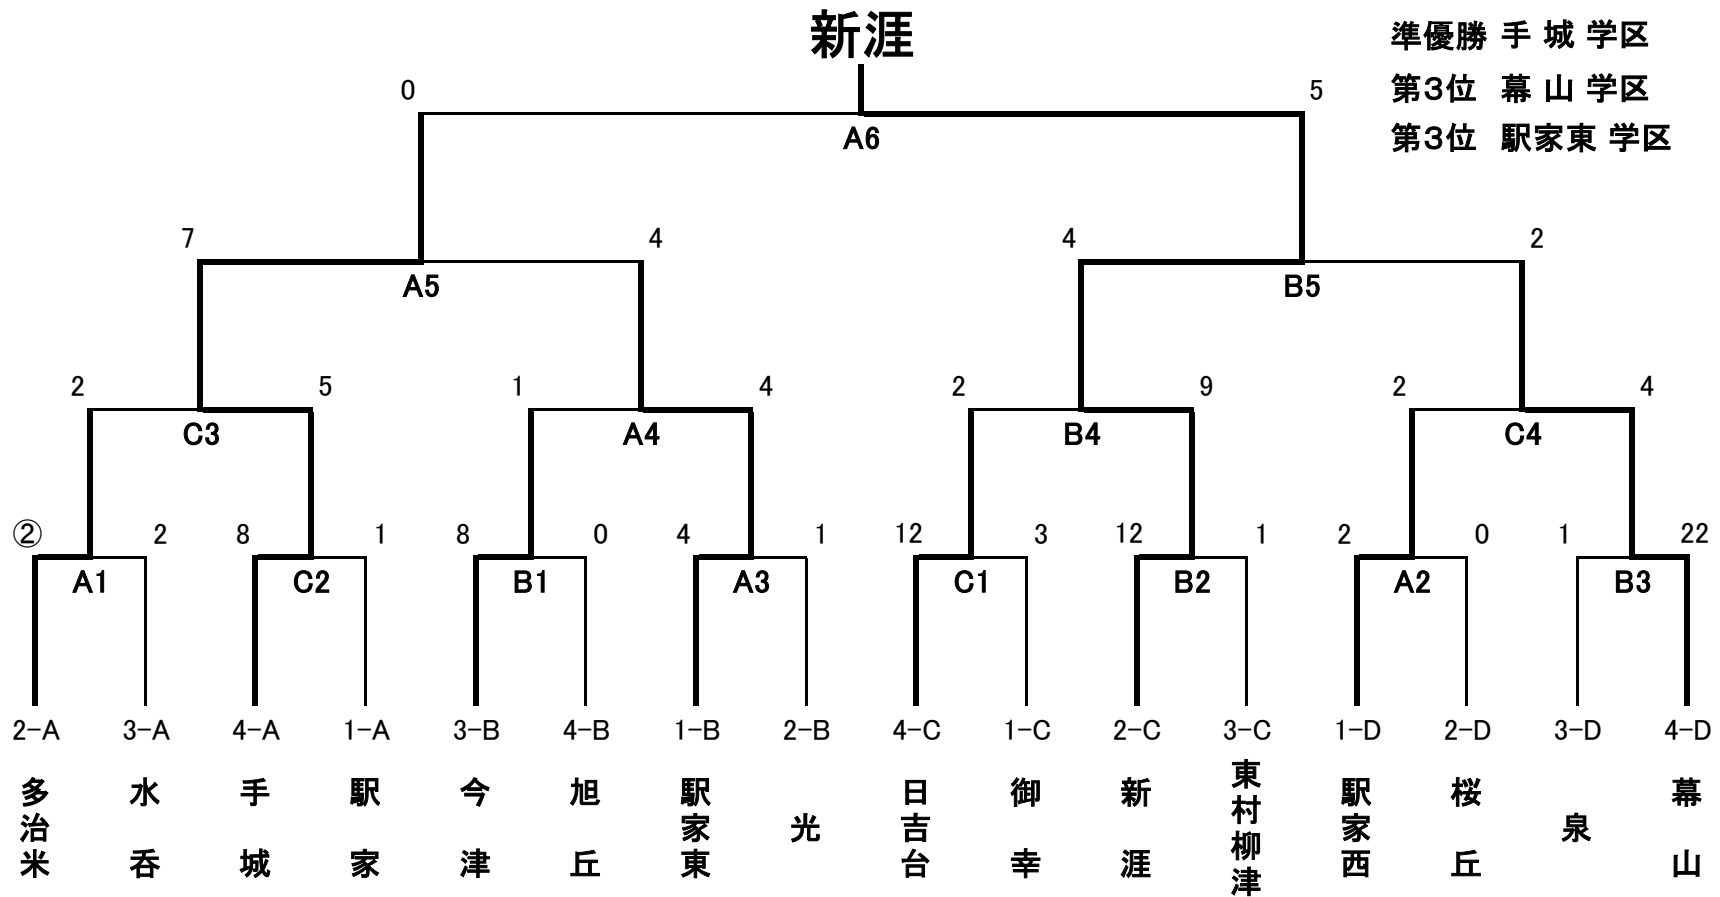 新涯
準優勝 手 城 学区
第３位 幕 山 学区
第３位 駅家東 学区
0 5
A6
7 4 4 2
A5 B5
2 5 1 4 2 9 2 4
C3 A4 B4 C4
② 2 8 1 8 0 4 1 12 3 12 1 2 0 1 22
A1 C2 B1 A3 C1 B2 A2 B3
2-A 3-A 4-A 1-A 3-B 4-B 1-B 2-B 4-C 1-C 2-C 3-C 1-D 2-D 3-D 4-D
多治米
水呑
手城
駅家
今津
旭丘
駅家東
光
日吉台
御幸
新涯
東村柳津
駅家西
桜丘
泉
幕山